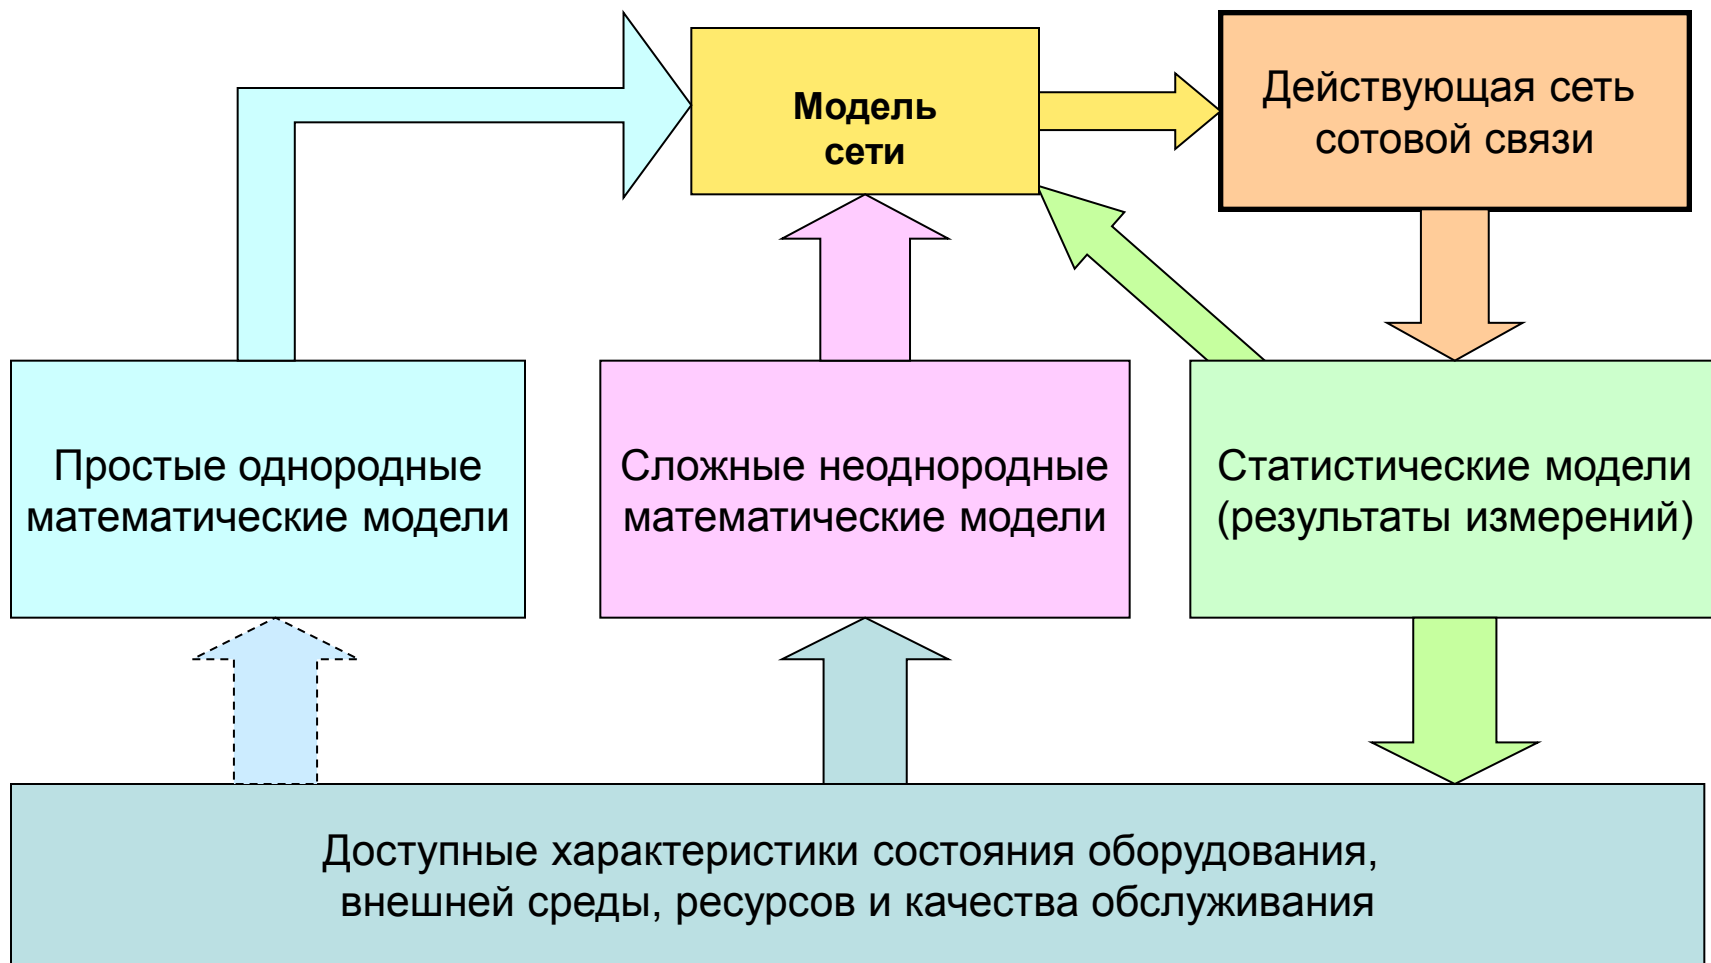 Модель
сети
Действующая сеть
сотовой связи
Простые однородные
математические модели
Сложные неоднородные
математические модели
Статистические модели
(результаты измерений)
Доступные характеристики состояния оборудования,
внешней среды, ресурсов и качества обслуживания